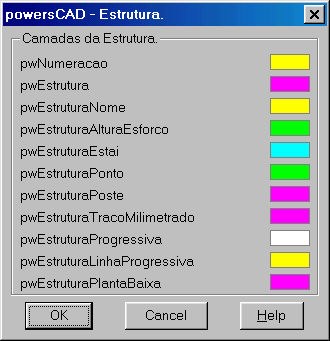 powersCAD - Estrutura.
Camadas da Estrutura.
pwNumeracao
pwEstrutura
pwEstruturaNome
pwEstruturaAlturaEsforco
pwEstruturaEstai
pwEstruturaPonto
pwEstruturaPoste
pwEstruturaTracoMilimetrado
pwEstruturaProgressiva
pwEstruturaLinhaProgressiva
pwEstruturaPlantaBaixa
OK Cancel Help